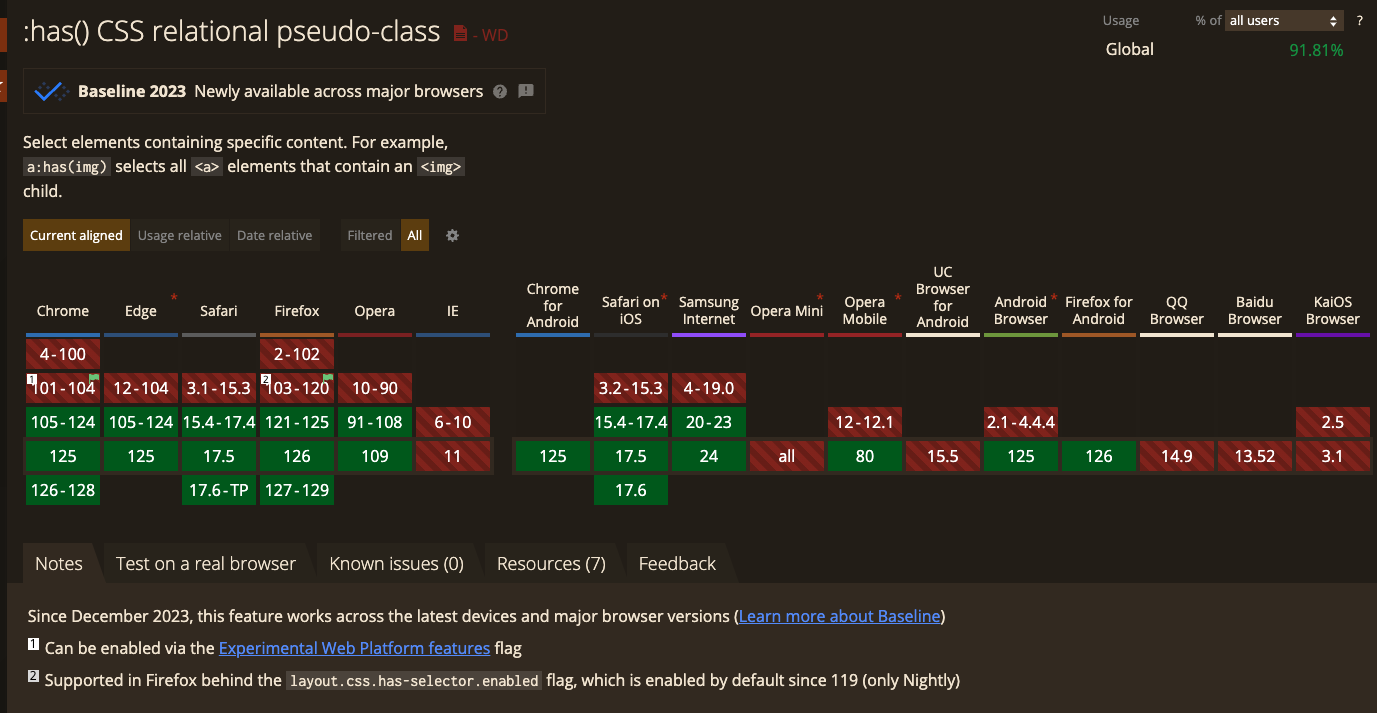 :has() CSS relational pseudo-class - WD
Usage % of all users ?
Global 91.81%
Baseline 2023 Newly available across major browsers
Select elements containing specific content. For example,
a:has(img) selects all <a> elements that contain an <img>
child.
Current aligned Usage relative Date relative Filtered All
Chrome Edge * Safari Firefox Opera IE Chrome for Android Safari on iOS * Samsung Internet Opera Mini * Opera Mobile * UC Browser for Android Android Browser * Firefox for Android QQ Browser Baidu Browser KaiOS Browser
4-100 2-102
1 101-104 12-104 3.1-15.3 2 103-120 10-90 3.2-15.3 4-19.0
105-124 105-124 15.4-17.4 121-125 91-108 6-10 15.4-17.4 20-23 12-12.1 2.1-4.4.4 2.5
125 125 17.5 126 109 11 125 17.5 24 all 80 15.5 125 126 14.9 13.52 3.1
126-128 17.6-TP 127-129 17.6
Notes Test on a real browser Known issues (0) Resources (7) Feedback
Since December 2023, this feature works across the latest devices and major browser versions (Learn more about Baseline)
1 Can be enabled via the Experimental Web Platform features flag
2 Supported in Firefox behind the layout.css.has-selector.enabled flag, which is enabled by default since 119 (only Nightly)